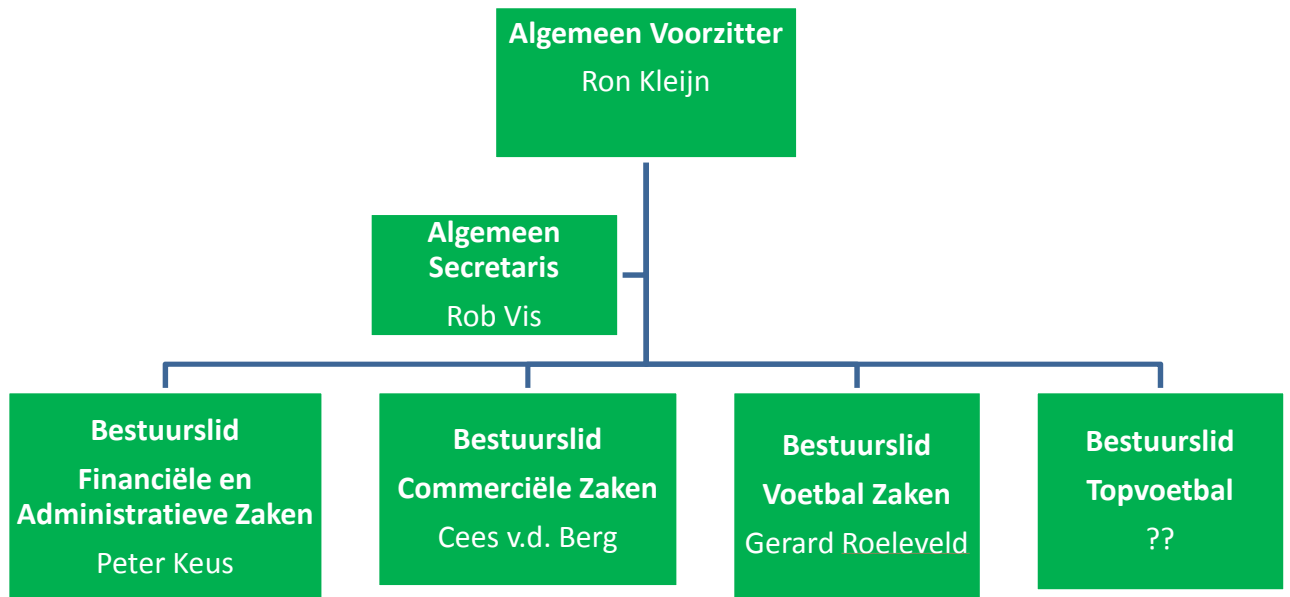 Algemeen Voorzitter
Ron Kleijn
Algemeen
Secretaris
Rob Vis
Bestuurslid
Financiële en
Administratieve Zaken
Peter Keus
Bestuurslid
Commerciële Zaken
Cees v.d. Berg
Bestuurslid
Voetbal Zaken
Gerard Roeleveld
Bestuurslid
Topvoetbal
??